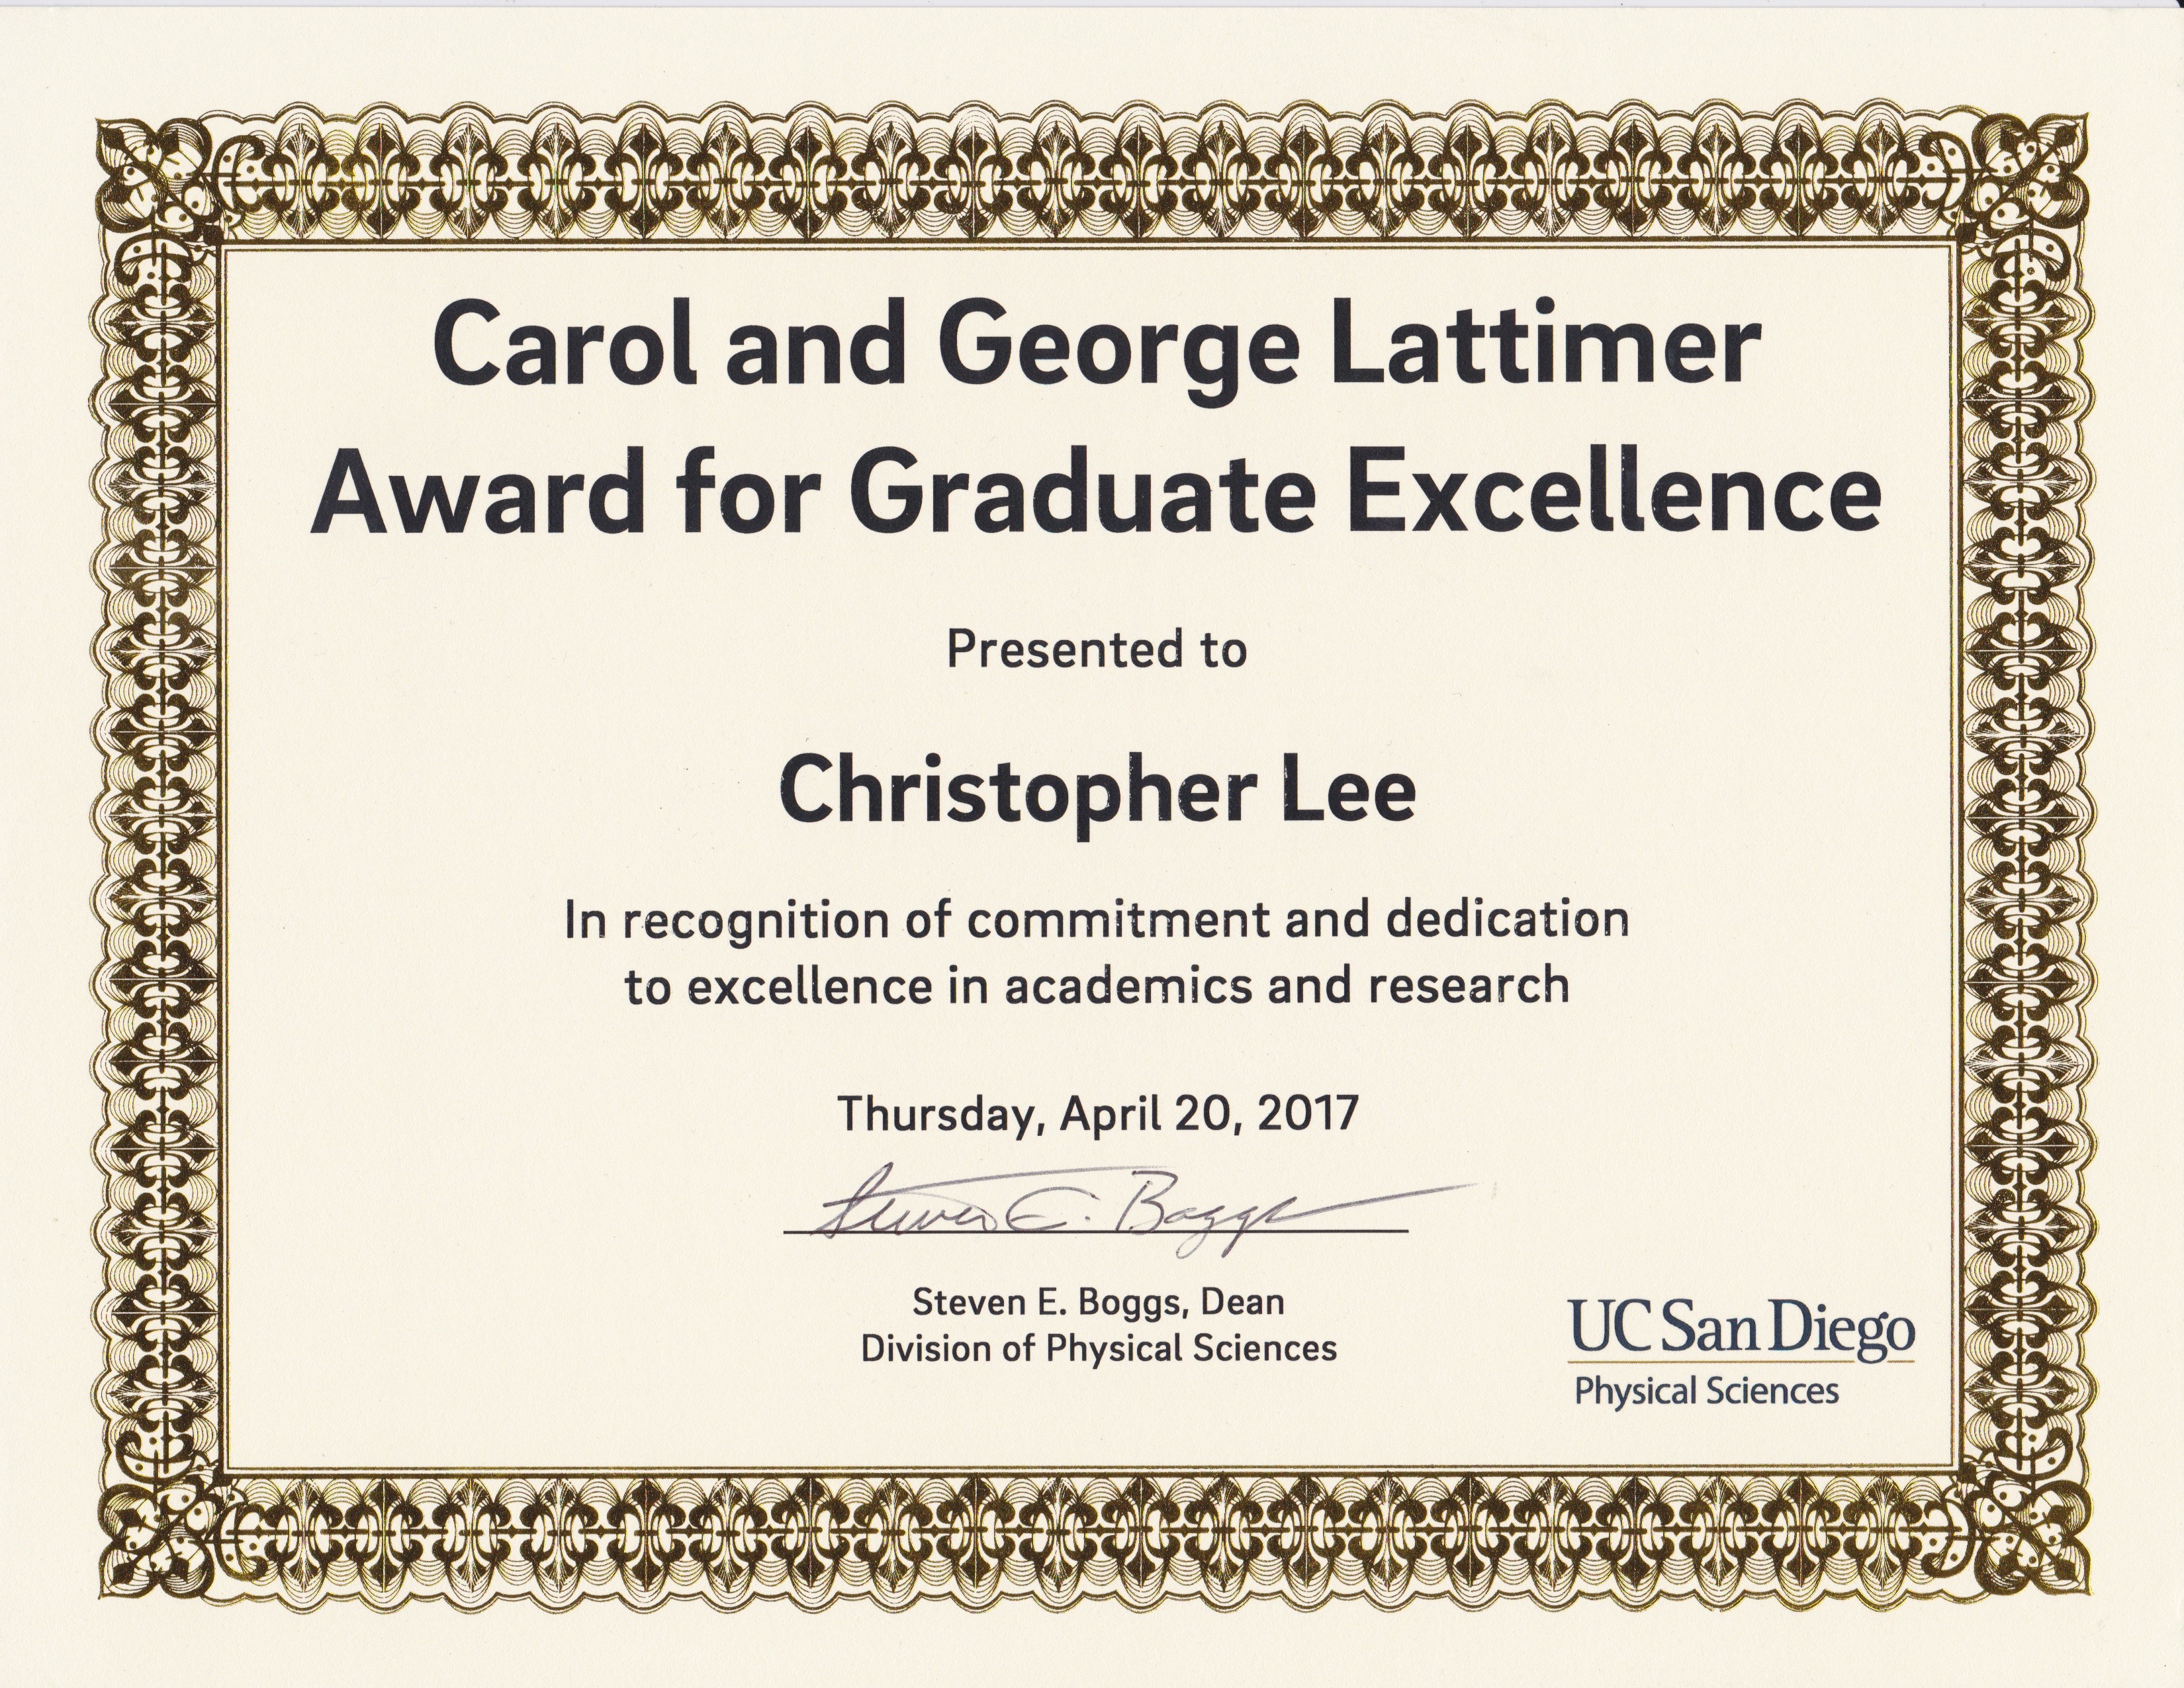 Carol and George Lattimer
Award for Graduate Excellence
Presented to
Christopher Lee
In recognition of commitment and dedication
to excellence in academics and research
Thursday, April 20, 2017
Steven E. Boggs
Steven E. Boggs, Dean
Division of Physical Sciences
UC San Diego
Physical Sciences